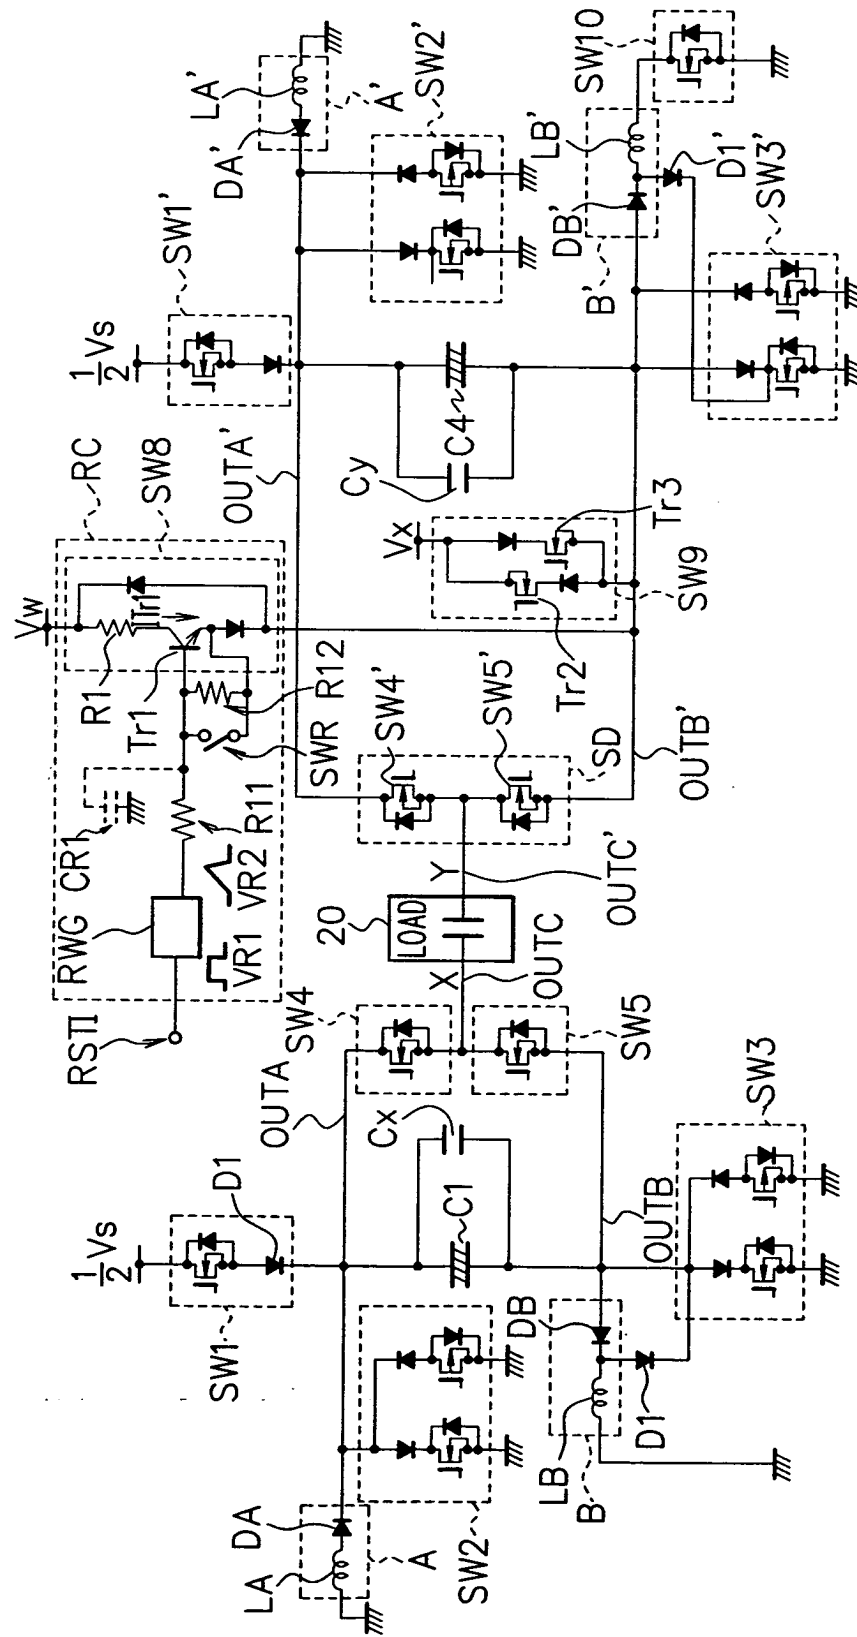 RSTI
RWG
VR1
VR2
CR1
R11
SWR
R12
Tr1
R1
ITr1
Vw
SW8
RC
1/2 Vs
SW1
D1
LA
DA
A
SW2
OUTA
Cx
C1
SW4
SW5
X
OUTC
20
LOAD
Y
OUTC'
LB
DB
B
D1
OUTB
SW3
SW4'
SW5'
SD
OUTB'
OUTA'
1/2 Vs
SW1'
DA'
LA'
A'
SW2'
Cy
C4
Vx
Tr2
Tr3
SW9
B'
DB'
LB'
D1'
SW3'
SW10